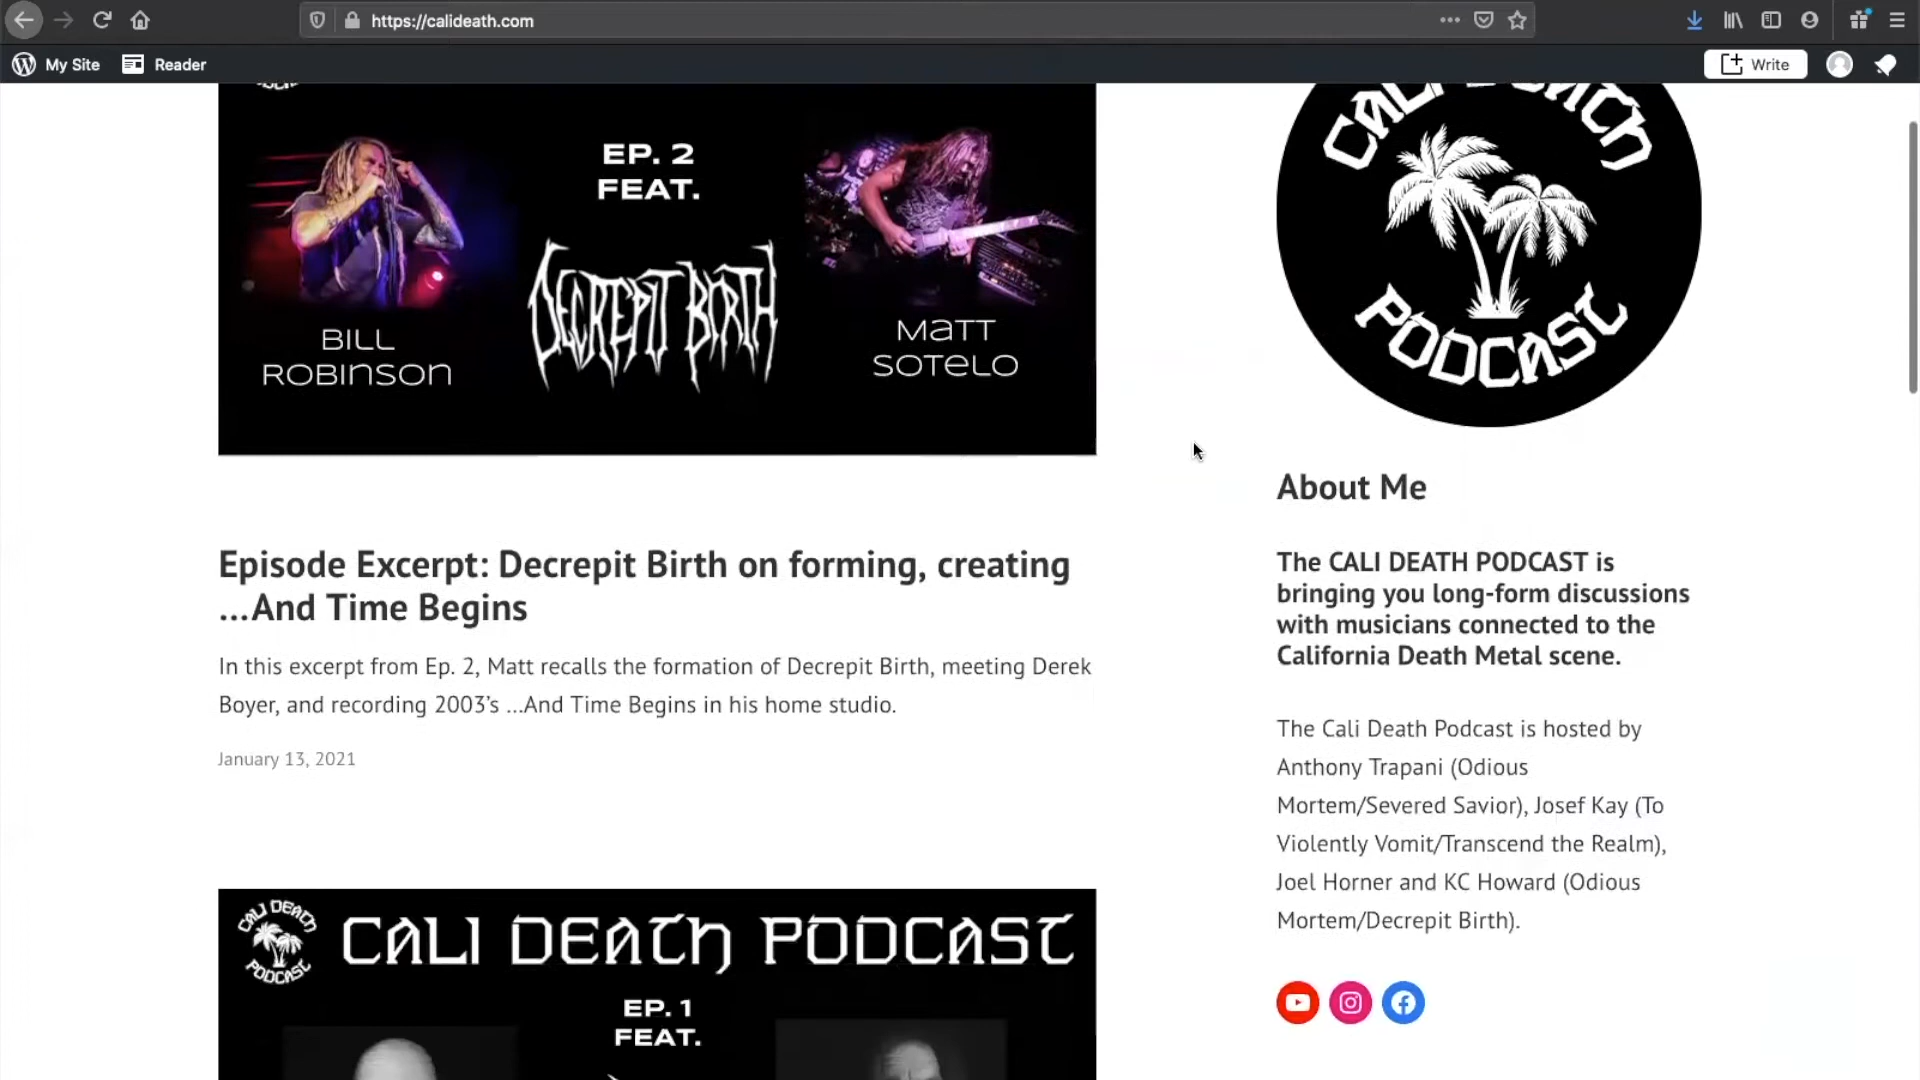 https://calideath.com
My Site
Reader
Write
EP. 2
FEAT.
DECREPIT BIRTH
BILL
ROBINSON
MATT
SOTELO
CALI DEATH
PODCAST
Episode Excerpt: Decrepit Birth on forming, creating
…And Time Begins
In this excerpt from Ep. 2, Matt recalls the formation of Decrepit Birth, meeting Derek
Boyer, and recording 2003’s …And Time Begins in his home studio.
January 13, 2021
CALI DEATH
PODCAST
CALI DEATH PODCAST
EP. 1
FEAT.
About Me
The CALI DEATH PODCAST is
bringing you long-form discussions
with musicians connected to the
California Death Metal scene.
The Cali Death Podcast is hosted by
Anthony Trapani (Odious
Mortem/Severed Savior), Josef Kay (To
Violently Vomit/Transcend the Realm),
Joel Horner and KC Howard (Odious
Mortem/Decrepit Birth).